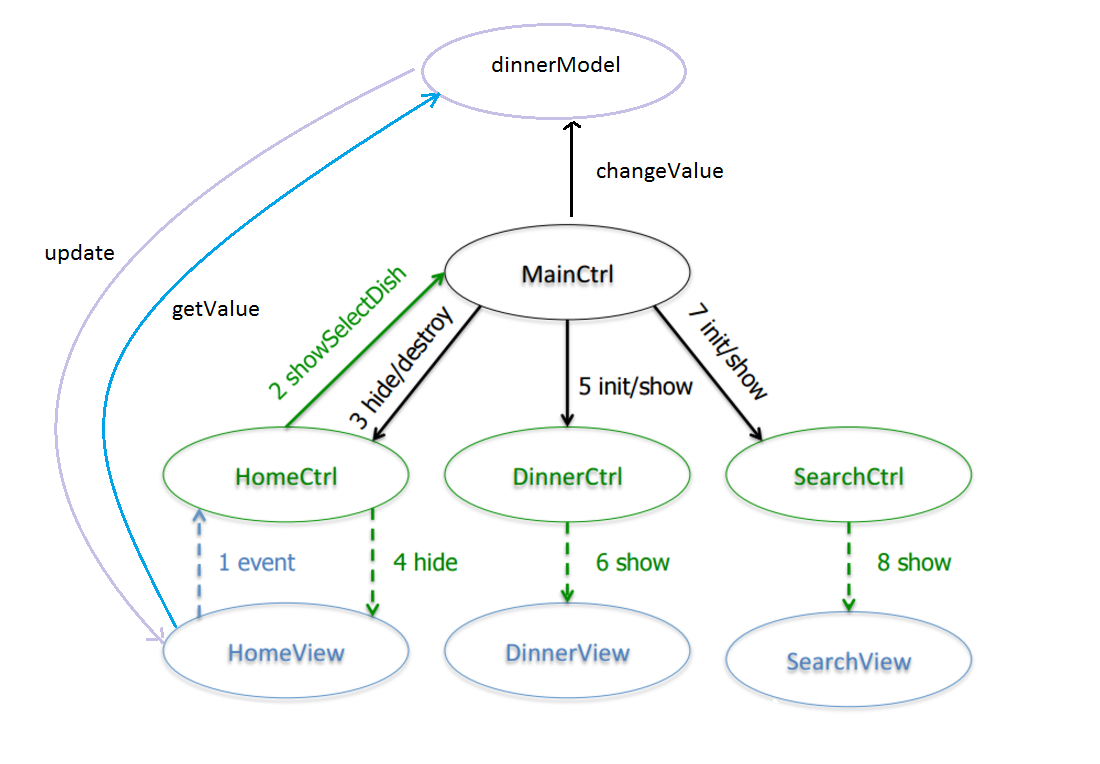 dinnerModel
changeValue
update
getValue
MainCtrl
2 showSelectDish
3 hide/destroy
5 init/show
7 init/show
HomeCtrl
DinnerCtrl
SearchCtrl
1 event
4 hide
6 show
8 show
HomeView
DinnerView
SearchView